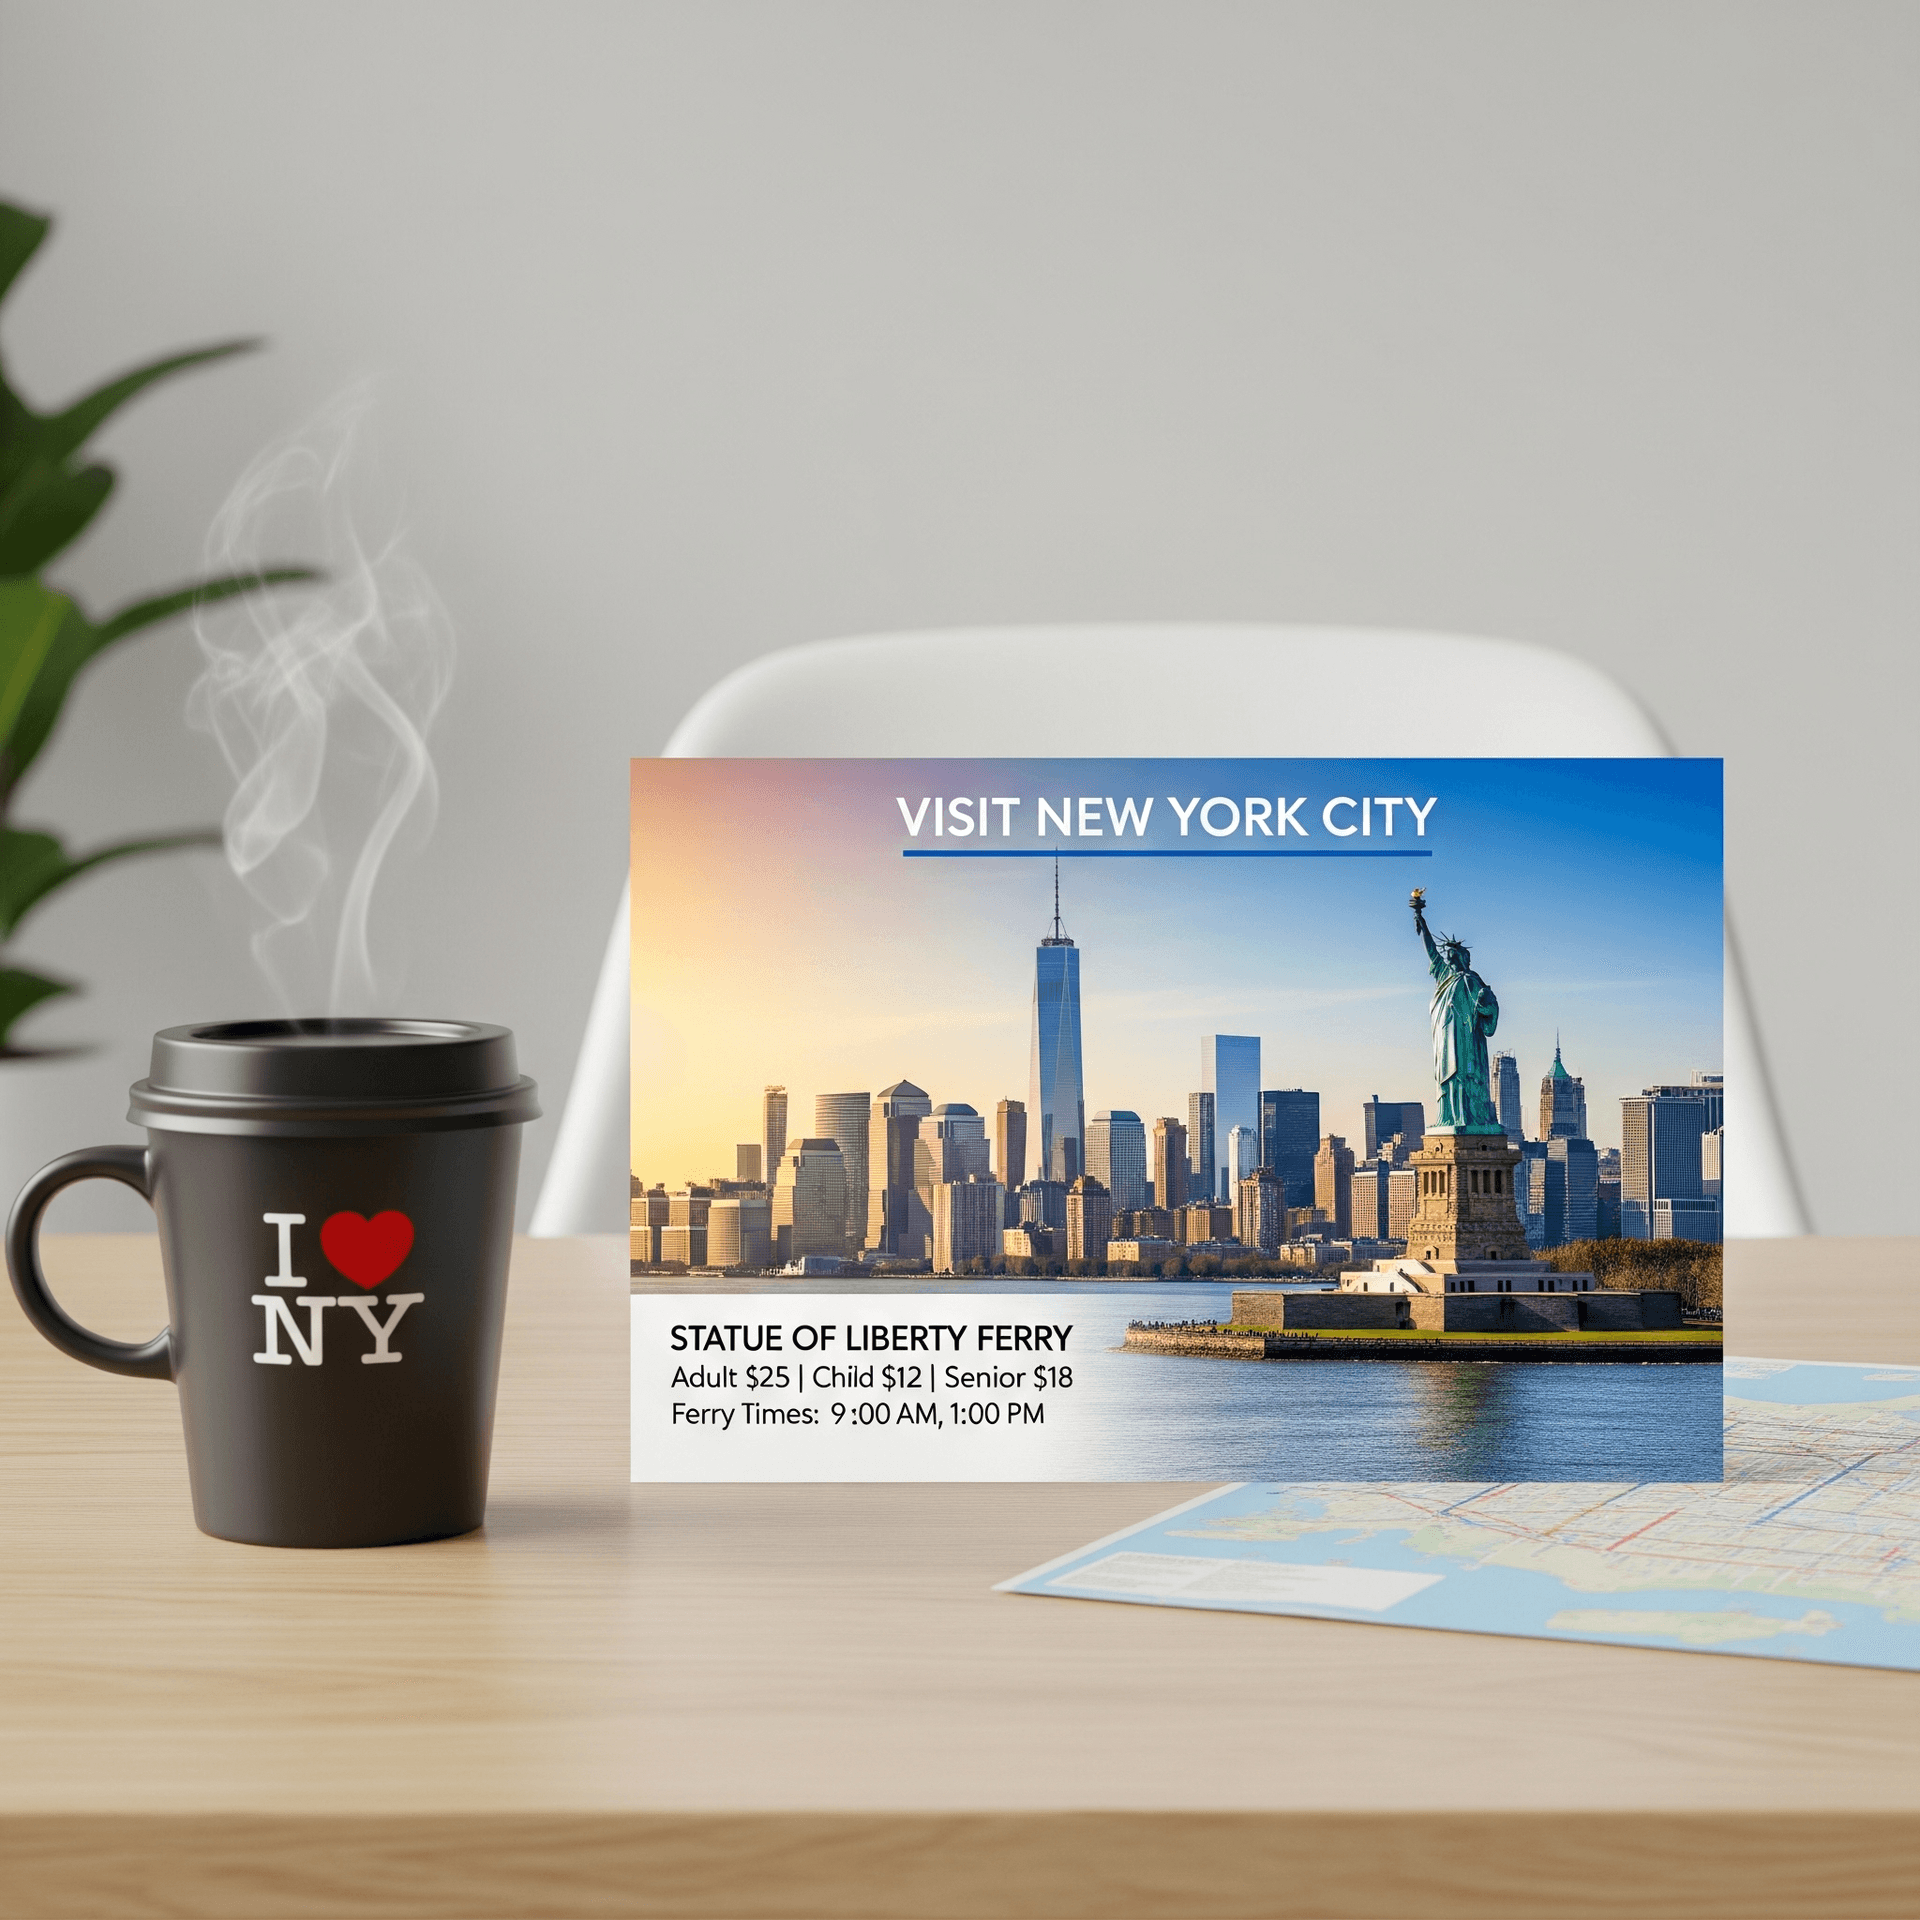 I ❤
NY
VISIT NEW YORK CITY
STATUE OF LIBERTY FERRY
Adult $25 | Child $12 | Senior $18
Ferry Times: 9:00 AM, 1:00 PM